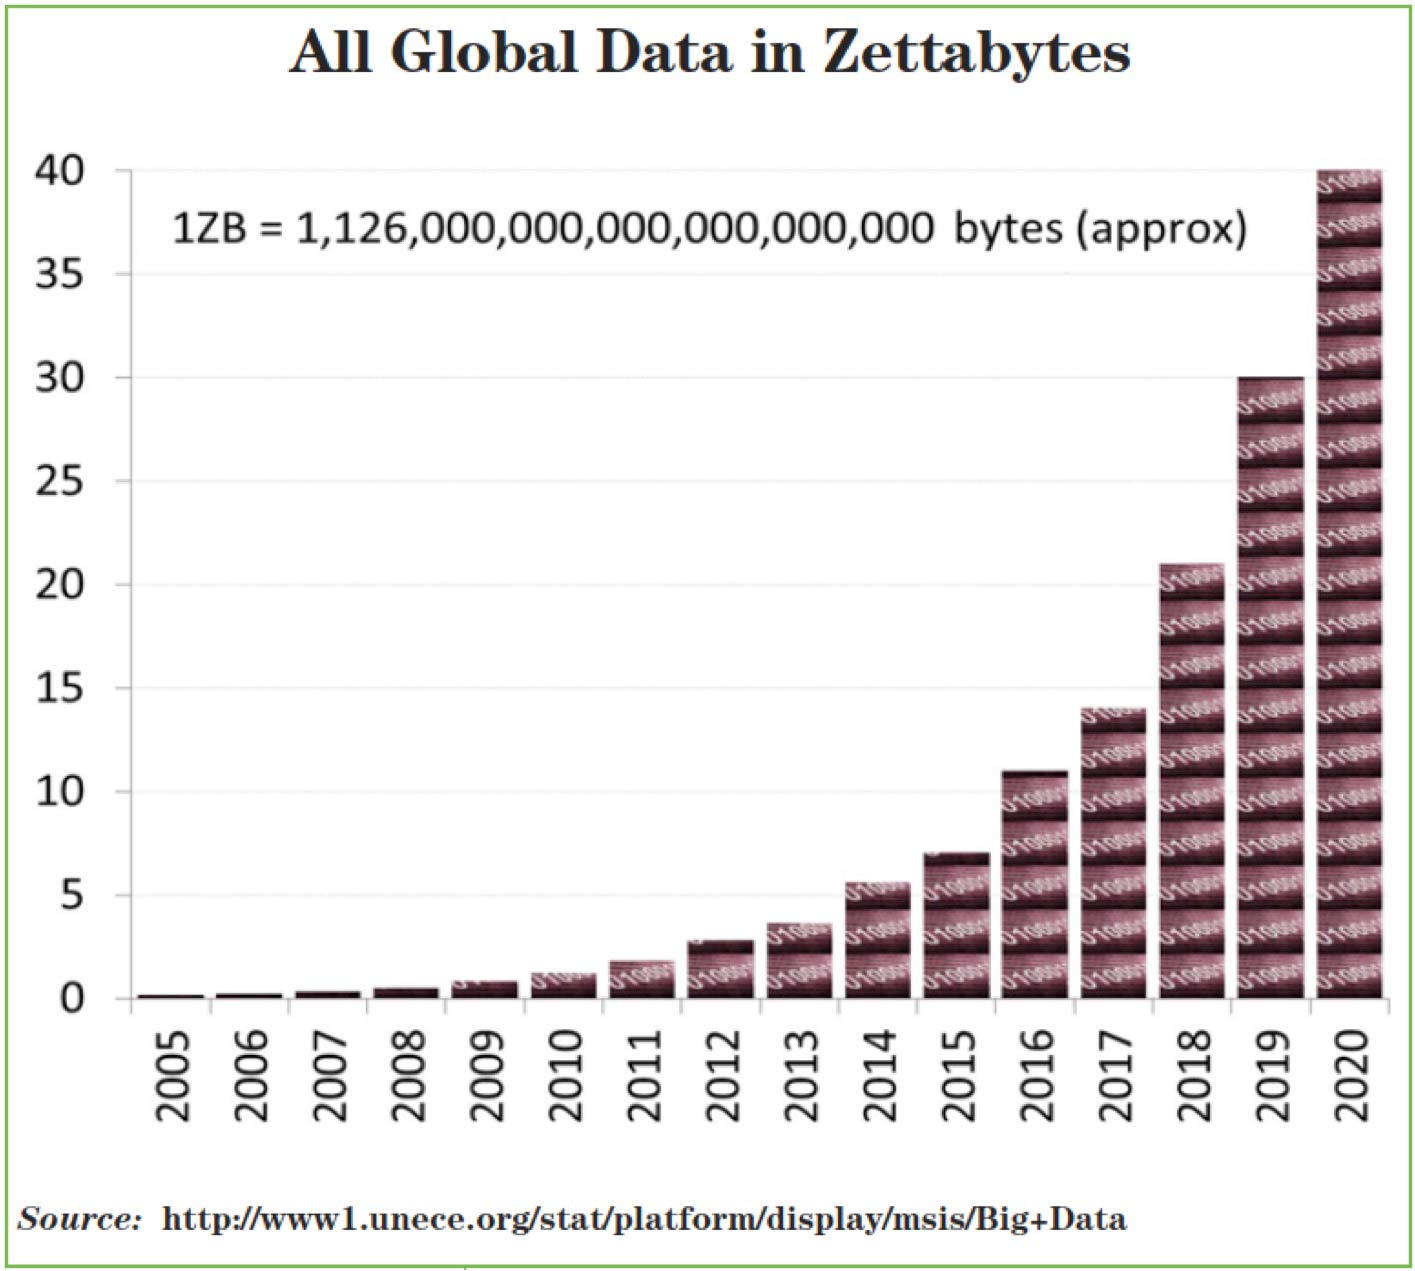 All Global Data in Zettabytes
1ZB = 1,126,000,000,000,000,000,000 bytes (approx)
40
35
30
25
20
15
10
5
0
2005 2006 2007 2008 2009 2010 2011 2012 2013 2014 2015 2016 2017 2018 2019 2020
Source: http://www1.unece.org/stat/platform/display/msis/Big+Data